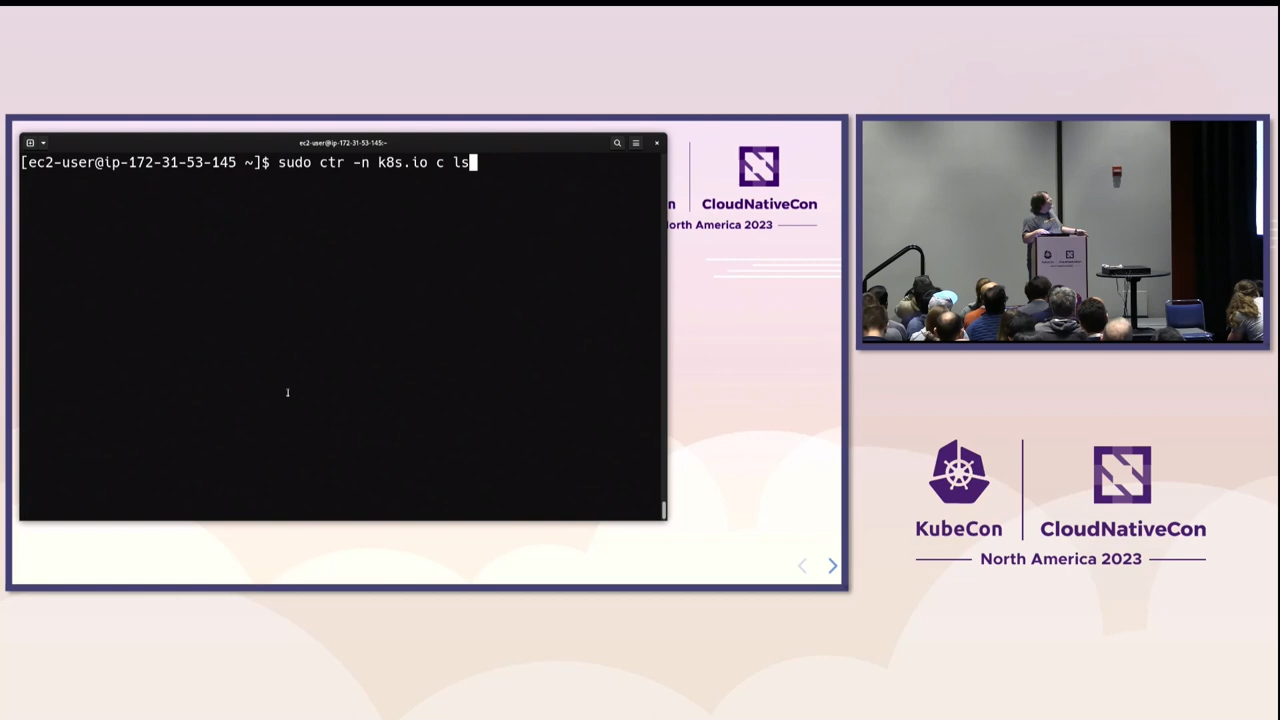 ec2-user@ip-172-31-53-145:~
[ec2-user@ip-172-31-53-145 ~]$ sudo ctr -n k8s.io c ls
n
CloudNativeCon
orth America 2023
KubeCon
CloudNativeCon
North America 2023